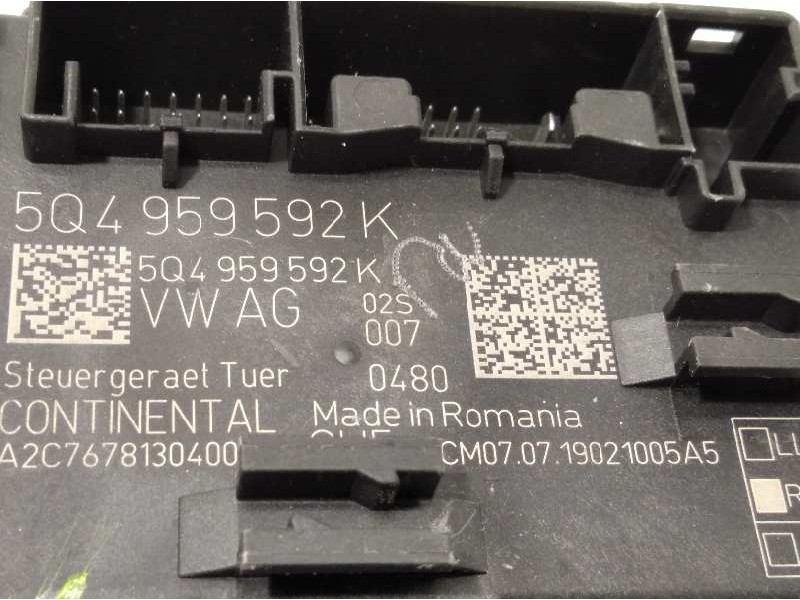 5Q4 959 592 K
5Q4 959 592 K
VW AG
02S
007
Steuergeraet Tuer
0480
CONTINENTAL
Made in Romania
A2C7678130400
CM07.07.19021005A5